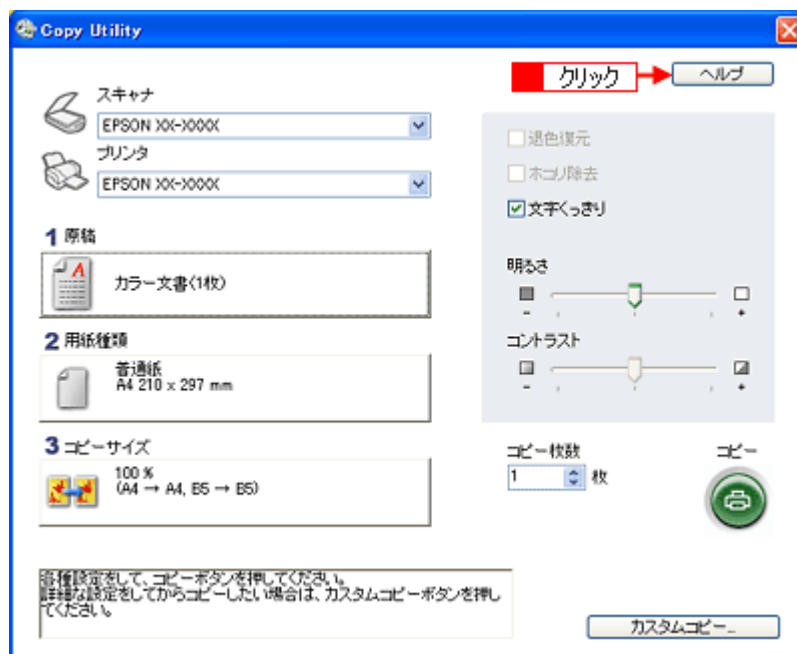 Copy Utility
クリック
ヘルプ
スキャナ
EPSON XX-XXXX
プリンタ
EPSON XX-XXXX
退色復元
ホコリ除去
文字くっきり
1 原稿
カラー文書(1枚)
明るさ
- +
2 用紙種類
普通紙
A4 210 x 297 mm
コントラスト
- +
3 コピーサイズ
100 %
(A4 → A4, B5 → B5)
コピー枚数
1 枚
コピー
各種設定をして、コピーボタンを押してください。
詳細な設定をしてからコピーしたい場合は、カスタムコピーボタンを押し
てください。
カスタムコピー...